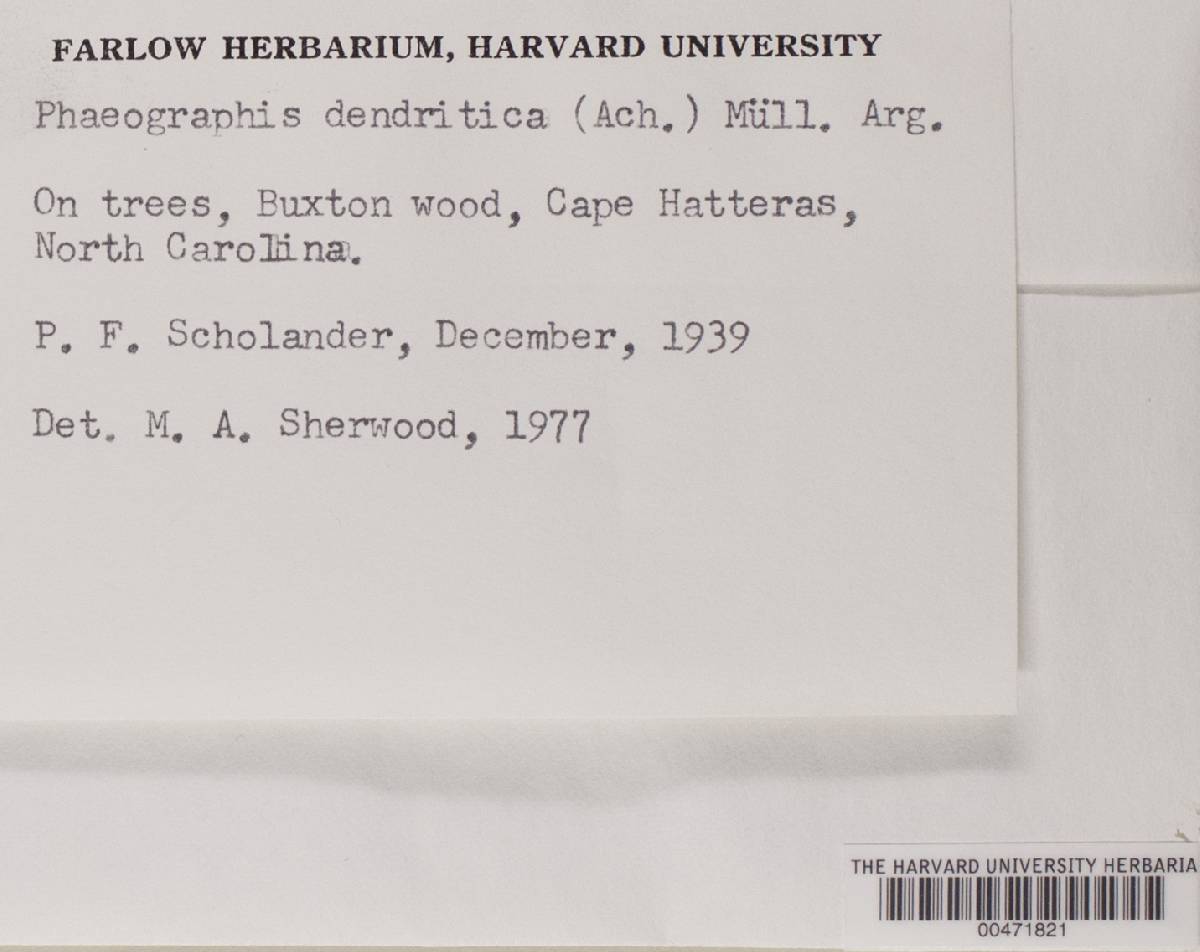 FARLOW HERBARIUM, HARVARD UNIVERSITY
Phaeographis dendritica (Ach.) Müll. Arg.
On trees, Buxton wood, Cape Hatteras,
North Carolina.
P. F. Scholander, December, 1939
Det. M. A. Sherwood, 1977
THE HARVARD UNIVERSITY HERBARIA
00471821